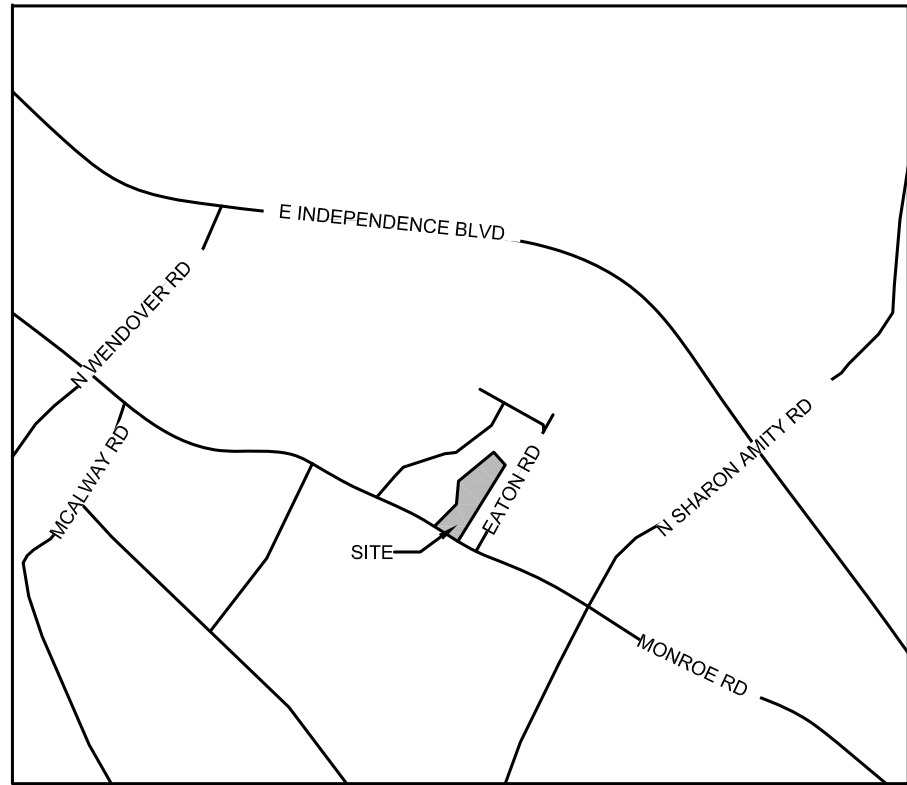 E INDEPENDENCE BLVD
N WENDOVER RD
MCALWAY RD
EATON RD
N SHARON AMITY RD
SITE
MONROE RD